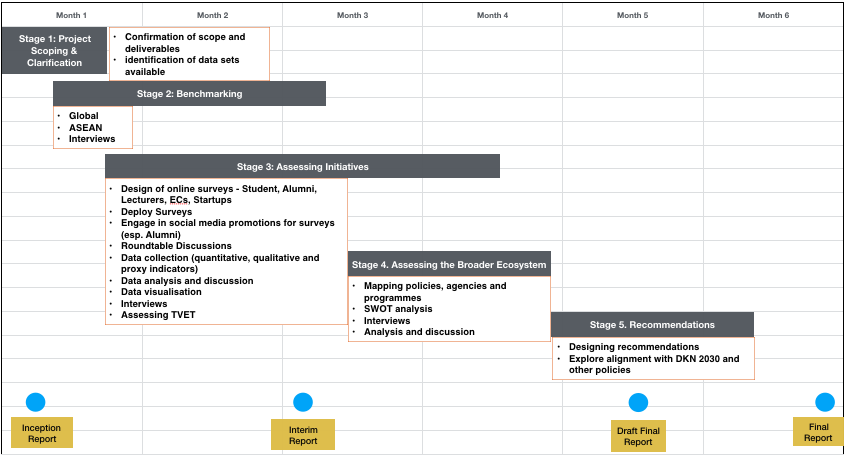 Month 1
Month 2
Month 3
Month 4
Month 5
Month 6
Stage 1: Project
Scoping &
Clarification
• Confirmation of scope and
deliverables
• identification of data sets
available
Stage 2: Benchmarking
• Global
• ASEAN
• Interviews
Stage 3: Assessing Initiatives
• Design of online surveys - Student, Alumni,
Lecturers, ECs, Startups
• Deploy Surveys
• Engage in social media promotions for surveys
(esp. Alumni)
• Roundtable Discussions
• Data collection (quantitative, qualitative and
proxy indicators)
• Data analysis and discussion
• Data visualisation
• Interviews
• Assessing TVET
Stage 4. Assessing the Broader Ecosystem
• Mapping policies, agencies and
programmes
• SWOT analysis
• Interviews
• Analysis and discussion
Stage 5. Recommendations
• Designing recommendations
• Explore alignment with DKN 2030 and
other policies
Inception
Report
Interim
Report
Draft Final
Report
Final
Report